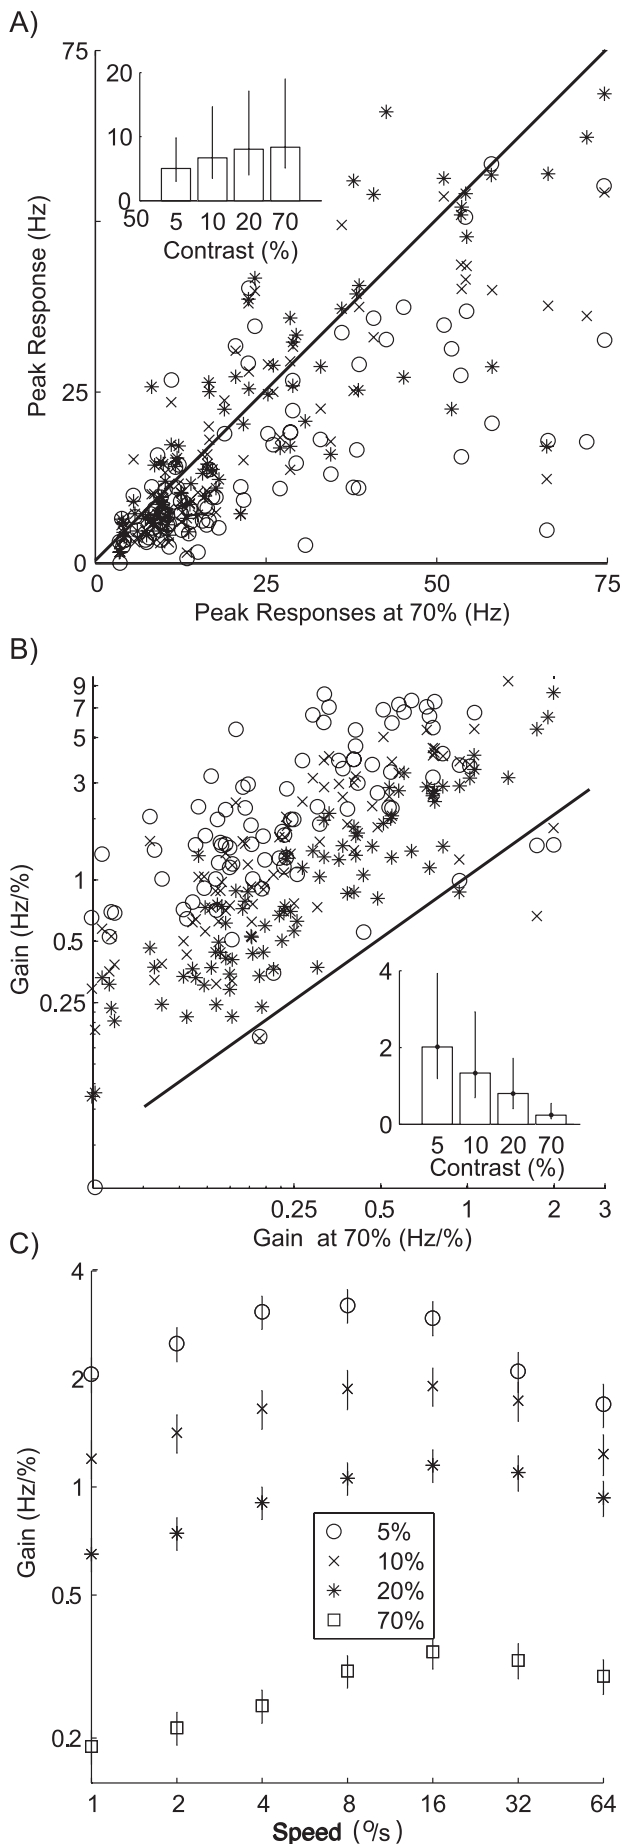 A)
75
20
10
0
50
5 10 20 70
Contrast (%)
Peak Response (Hz)
25
0
0 25 50 75
Peak Responses at 70% (Hz)
B)
9
7
5
3
1
0.5
0.25
Gain (Hz/%)
4
2
0
5 10 20 70
Contrast (%)
0.25 0.5 1 2 3
Gain at 70% (Hz/%)
C)
4
2
1
0.5
0.2
Gain (Hz/%)
5%
10%
20%
70%
1 2 4 8 16 32 64
Speed (o/s)